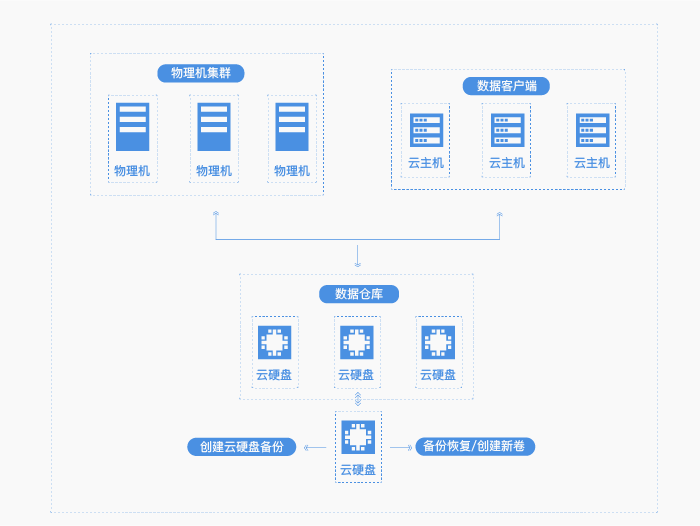 物理机集群
物理机
物理机
物理机
数据客户端
云主机
云主机
云主机
数据仓库
云硬盘
云硬盘
云硬盘
创建云硬盘备份
云硬盘
备份恢复/创建新卷